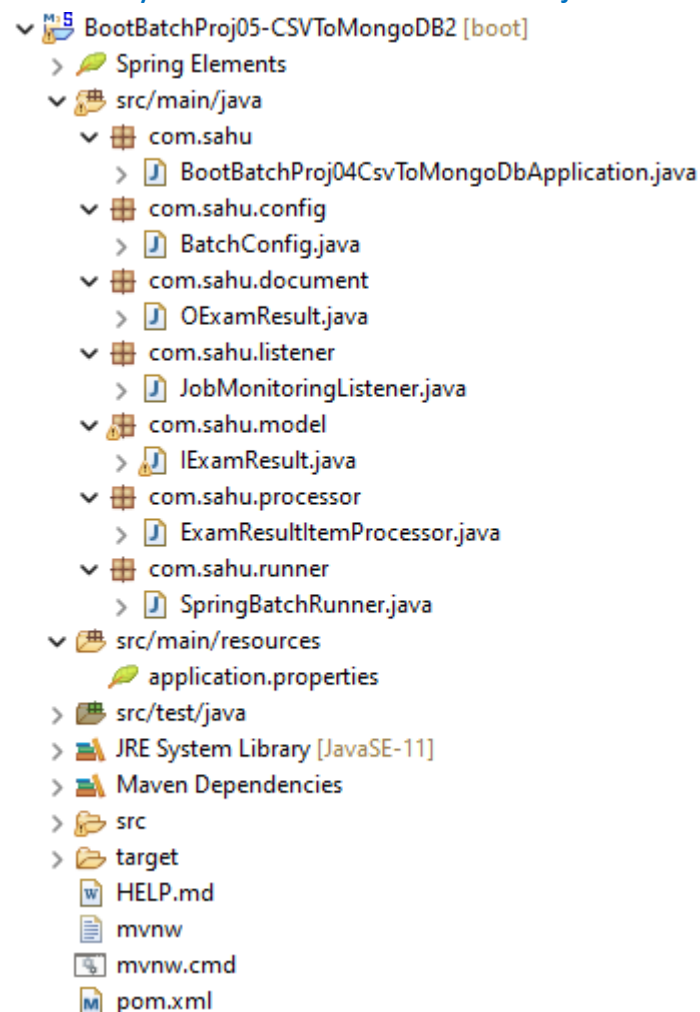 BootBatchProj05-CSVToMongoDB2 [boot]
Spring Elements
src/main/java
com.sahu
BootBatchProj04CsvToMongoDbApplication.java
com.sahu.config
BatchConfig.java
com.sahu.document
OExamResult.java
com.sahu.listener
JobMonitoringListener.java
com.sahu.model
IExamResult.java
com.sahu.processor
ExamResultItemProcessor.java
com.sahu.runner
SpringBatchRunner.java
src/main/resources
application.properties
src/test/java
JRE System Library [JavaSE-11]
Maven Dependencies
src
target
HELP.md
mvnw
mvnw.cmd
pom.xml